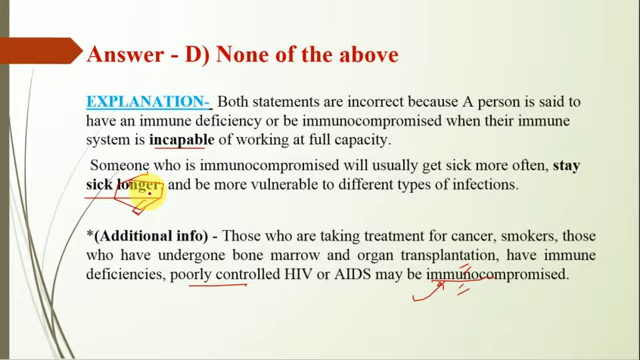 Answer - D) None of the above
EXPLANATION- Both statements are incorrect because A person is said to
have an immune deficiency or be immunocompromised when their immune
system is incapable of working at full capacity.
Someone who is immunocompromised will usually get sick more often, stay
sick longer, and be more vulnerable to different types of infections.
*(Additional info) - Those who are taking treatment for cancer, smokers, those
who have undergone bone marrow and organ transplantation, have immune
deficiencies, poorly controlled HIV or AIDS may be immunocompromised.